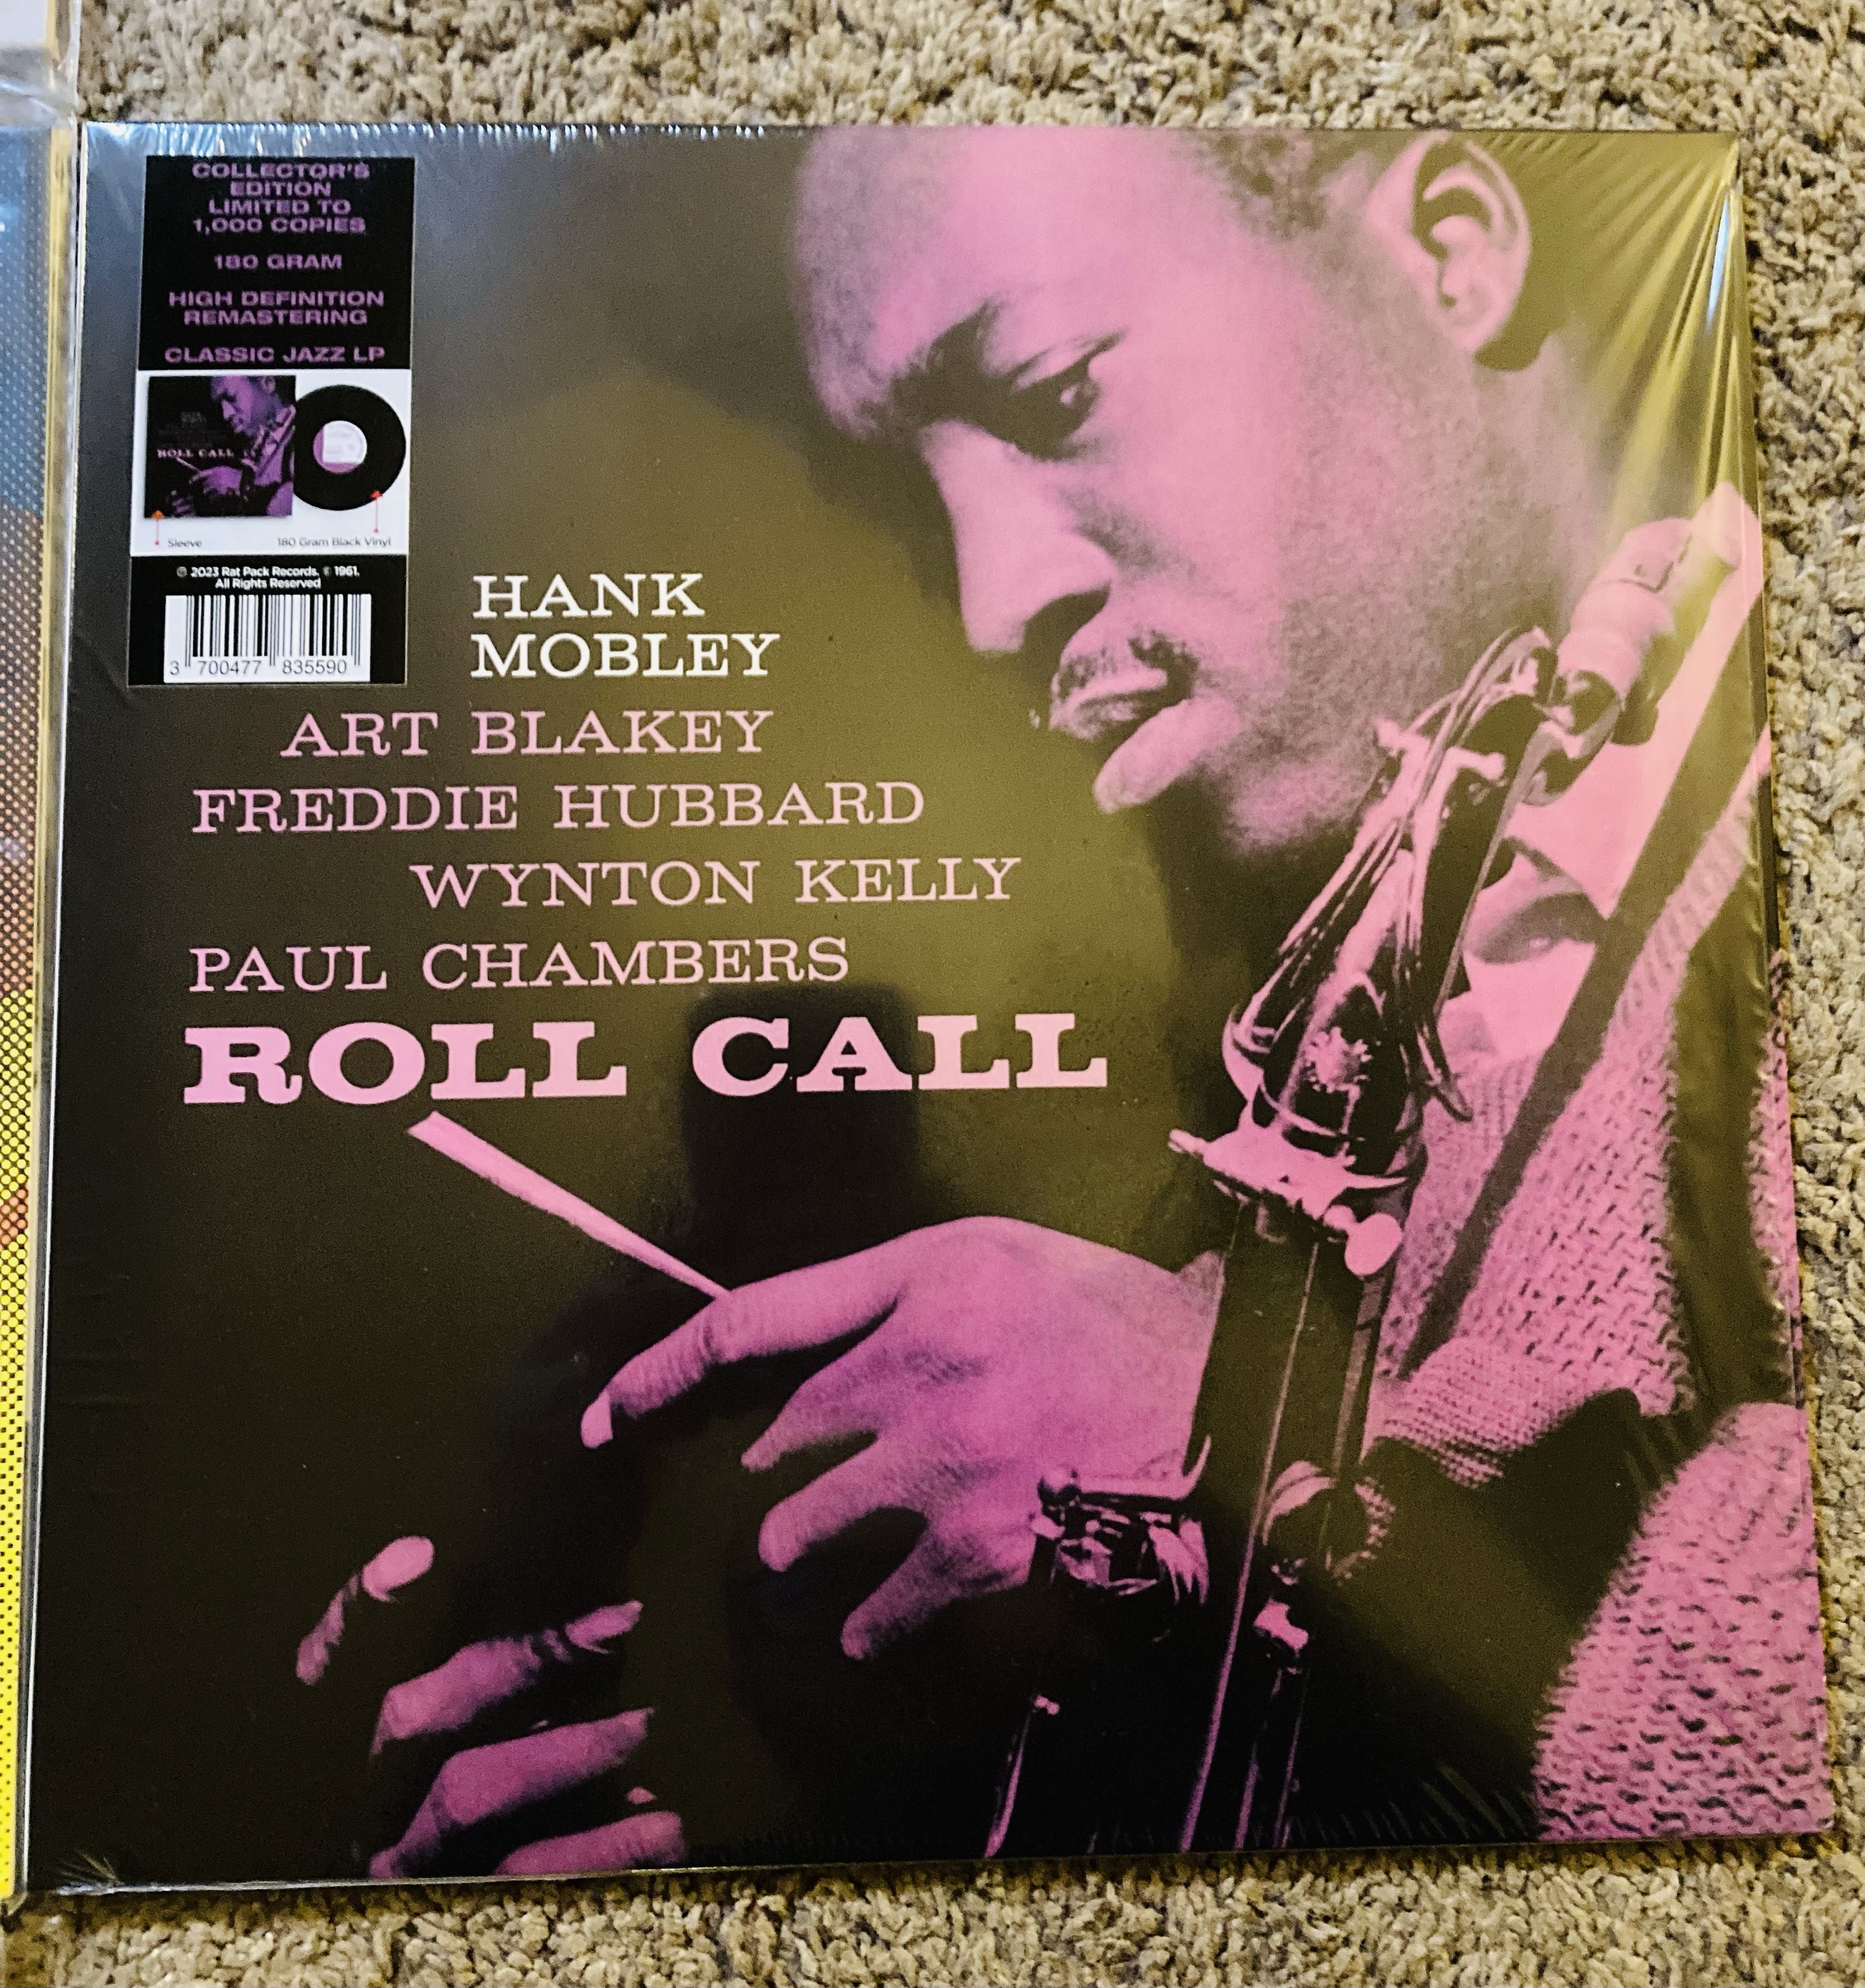 COLLECTOR'S
EDITION
LIMITED TO
1,000 COPIES
180 GRAM
HIGH DEFINITION
REMASTERING
CLASSIC JAZZ LP
ROLL CALL
Sleeve
180 Gram Black Vinyl
℗ 2023 Rat Pack Records. © 1961.
All Rights Reserved
3 700477 835590
HANK
MOBLEY
ART BLAKEY
FREDDIE HUBBARD
WYNTON KELLY
PAUL CHAMBERS
ROLL CALL